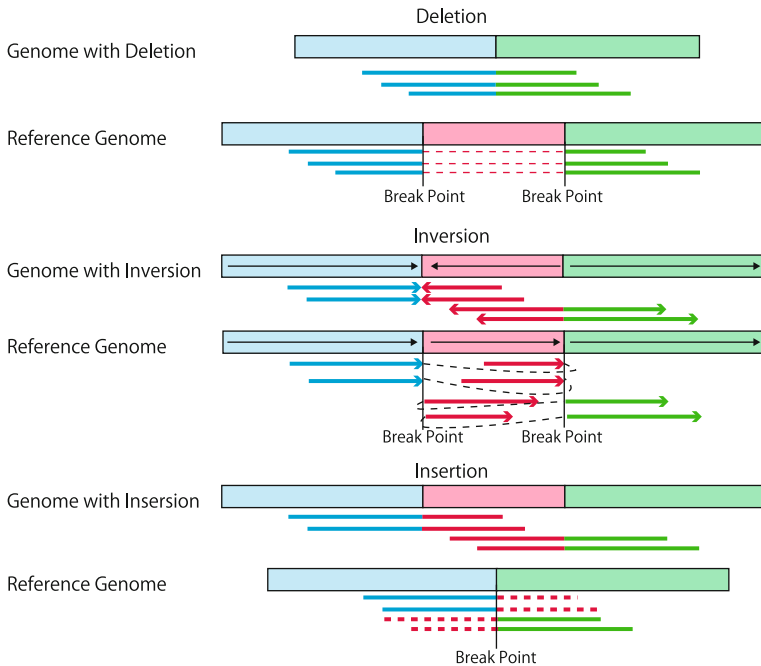 Deletion
Genome with Deletion
Reference Genome
Break Point Break Point
Inversion
Genome with Inversion
Reference Genome
Break Point Break Point
Insertion
Genome with Insersion
Reference Genome
Break Point